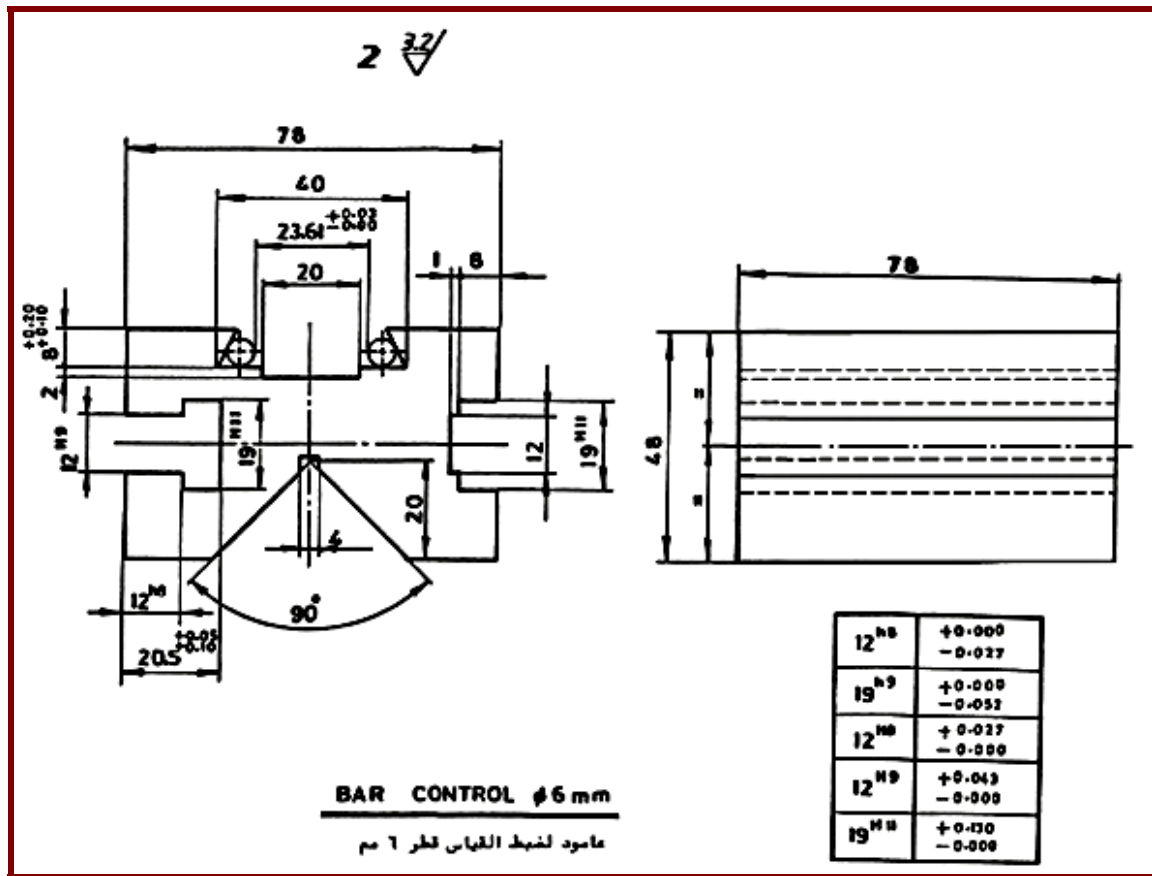 2 3.2
78
40
23.61 +0.03 -0.00
20
1 8
8 +0.20 +0.10
2
12 H9
19 H11
12
19 H11
20
4
90°
12 h8
20.5 +0.05 +0.10
78
48
=
=
12 h8 +0.000 -0.027
19 h9 +0.000 -0.052
12 H8 +0.027 -0.000
12 H9 +0.043 -0.000
19 H11 +0.130 -0.000
BAR CONTROL ϕ6 mm
عامود لضبط القياس قطر ٦ مم